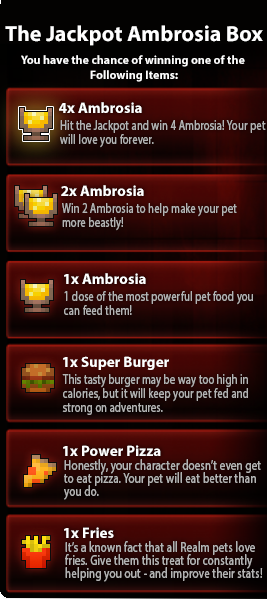 The Jackpot Ambrosia Box
You have the chance of winning one of the
Following Items:
4x Ambrosia
Hit the Jackpot and win 4 Ambrosia! Your pet
will love you forever.
2x Ambrosia
Win 2 Ambrosia to help make your pet
more beastly!
1x Ambrosia
1 dose of the most powerful pet food you
can feed them!
1x Super Burger
This tasty burger may be way too high in
calories, but it will keep your pet fed and
strong on adventures.
1x Power Pizza
Honestly, your character doesn't even get
to eat pizza. Your pet will eat better than
you do.
1x Fries
It's a known fact that all Realm pets love
fries. Give them this treat for constantly
helping you out - and improve their stats!